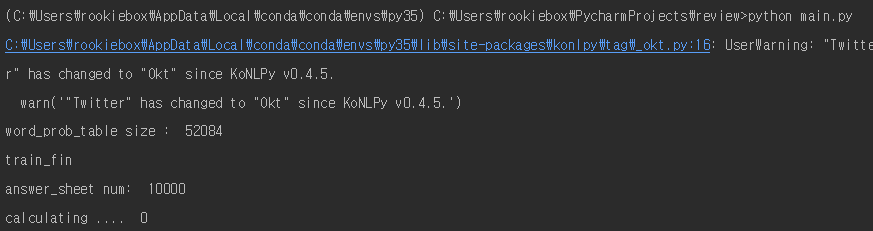 (C:₩Users₩rookiebox₩AppData₩Local₩conda₩conda₩envs₩py35) C:₩Users₩rookiebox₩PycharmProjects₩review>python main.py
C:₩Users₩rookiebox₩AppData₩Local₩conda₩conda₩envs₩py35₩lib₩site-packages₩konlpy₩tag₩_okt.py:16: UserWarning: "Twitte
r" has changed to "Okt" since KoNLPy v0.4.5.
  warn('"Twitter" has changed to "Okt" since KoNLPy v0.4.5.')
word_prob_table size :  52084
train_fin
answer_sheet num:  10000
calculating ....  0